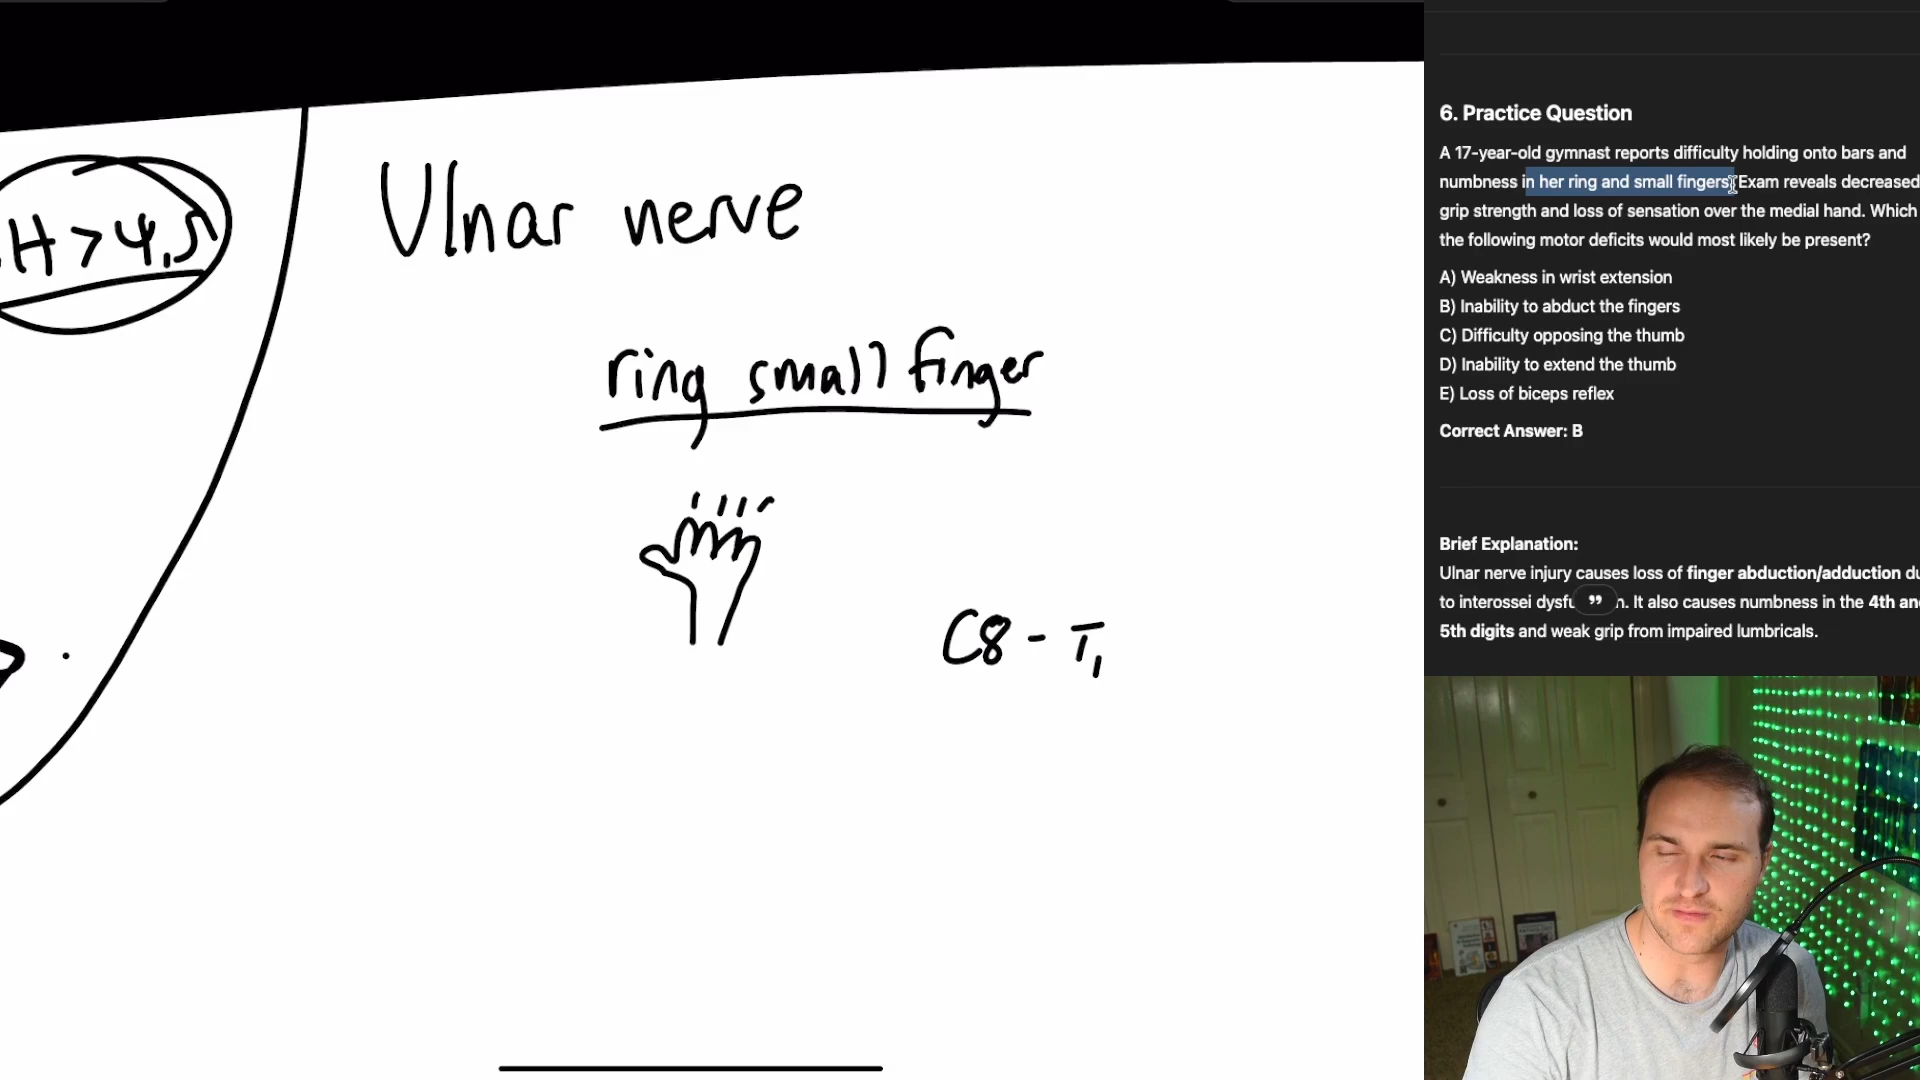 H > 4,5
Ulnar nerve
ring small finger
C8 - T1
6. Practice Question
A 17-year-old gymnast reports difficulty holding onto bars and
numbness in her ring and small fingers. Exam reveals decreased
grip strength and loss of sensation over the medial hand. Which
the following motor deficits would most likely be present?
A) Weakness in wrist extension
B) Inability to abduct the fingers
C) Difficulty opposing the thumb
D) Inability to extend the thumb
E) Loss of biceps reflex
Correct Answer: B
Brief Explanation:
Ulnar nerve injury causes loss of finger abduction/adduction du
to interossei dysfu n. It also causes numbness in the 4th an
5th digits and weak grip from impaired lumbricals.